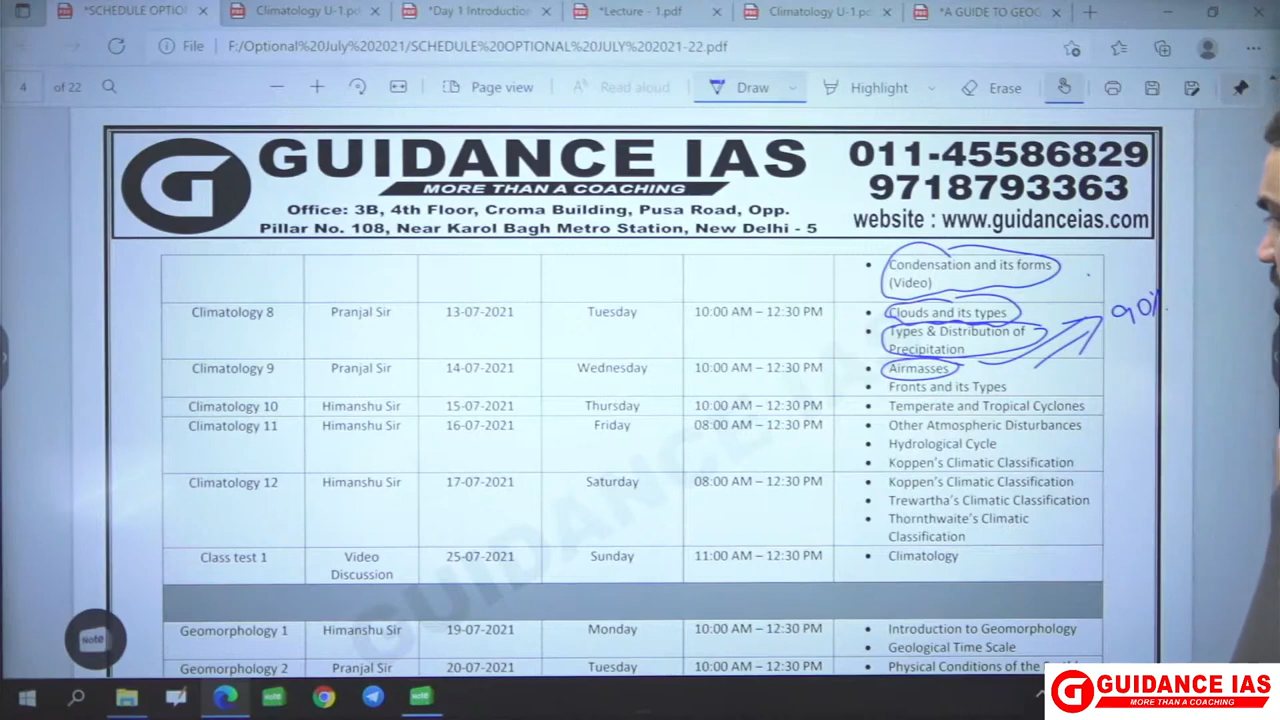 *SCHEDULE OPTIO
Climatology U-1.pd
*Day 1 Introduction
*Lecture - 1.pdf
Climatology U-1.pd
*A GUIDE TO GEOG
File F:/Optional%20July%202021/SCHEDULE%20OPTIONAL%20JULY%202021-22.pdf
4 of 22 Page view Read aloud Draw Highlight Erase
GUIDANCE IAS
MORE THAN A COACHING
Office: 3B, 4th Floor, Croma Building, Pusa Road, Opp.
Pillar No. 108, Near Karol Bagh Metro Station, New Delhi - 5
011-45586829
9718793363
website : www.guidanceias.com
• Condensation and its forms
(Video)
Climatology 8 Pranjal Sir 13-07-2021 Tuesday 10:00 AM – 12:30 PM • Clouds and its types
• Types & Distribution of
Precipitation
90%
Climatology 9 Pranjal Sir 14-07-2021 Wednesday 10:00 AM – 12:30 PM • Airmasses
• Fronts and its Types
Climatology 10 Himanshu Sir 15-07-2021 Thursday 10:00 AM – 12:30 PM • Temperate and Tropical Cyclones
Climatology 11 Himanshu Sir 16-07-2021 Friday 08:00 AM – 12:30 PM • Other Atmospheric Disturbances
• Hydrological Cycle
• Koppen's Climatic Classification
Climatology 12 Himanshu Sir 17-07-2021 Saturday 08:00 AM – 12:30 PM • Koppen's Climatic Classification
• Trewartha's Climatic Classification
• Thornthwaite's Climatic
Classification
Class test 1 Video 25-07-2021 Sunday 11:00 AM – 12:30 PM • Climatology
Discussion
Geomorphology 1 Himanshu Sir 19-07-2021 Monday 10:00 AM – 12:30 PM • Introduction to Geomorphology
• Geological Time Scale
Geomorphology 2 Pranjal Sir 20-07-2021 Tuesday 10:00 AM – 12:30 PM • Physical Conditions of the
GUIDANCE IA
Note
Note
Note
G GUIDANCE IAS
MORE THAN A COACHING